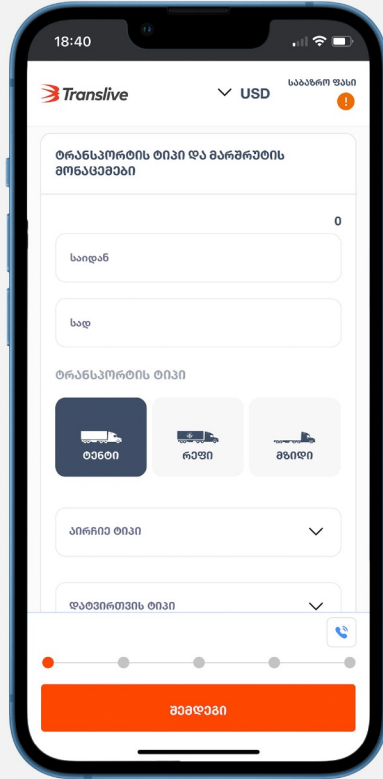 18:40
Translive
USD
საბაზრო ფასი
!
ტრანსპორტის ტიპი და მარშრუტის
მონაცემები
0
საიდან
სად
ტრანსპორტის ტიპი
ტენტი
რეფი
მზიდი
აირჩიე ტიპი
დატვირთვის ტიპი
შემდეგი